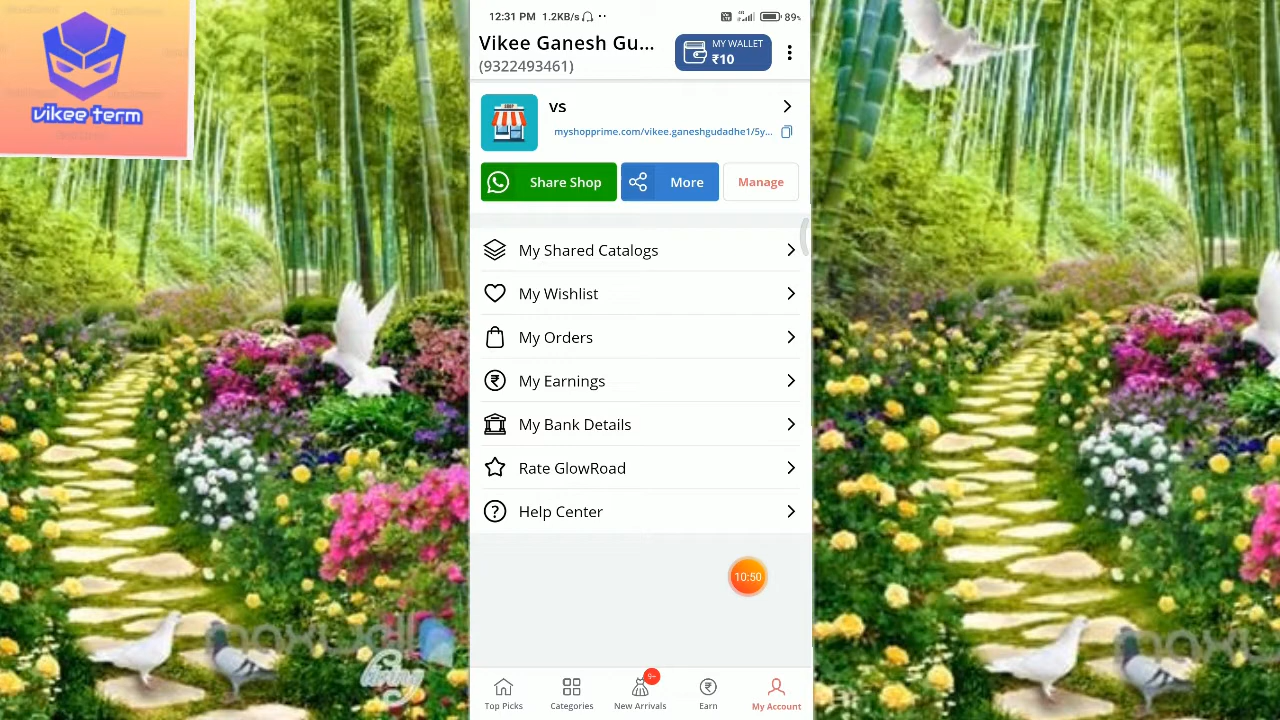 vikee term
12:31 PM 1.2KB/s
89%
Vikee Ganesh Gu...
(9322493461)
MY WALLET
₹10
vs
myshopprime.com/vikee.ganeshgudadhe1/5y...
Share Shop
More
Manage
My Shared Catalogs
My Wishlist
My Orders
My Earnings
My Bank Details
Rate GlowRoad
Help Center
10:50
9+
Top Picks
Categories
New Arrivals
Earn
My Account
living